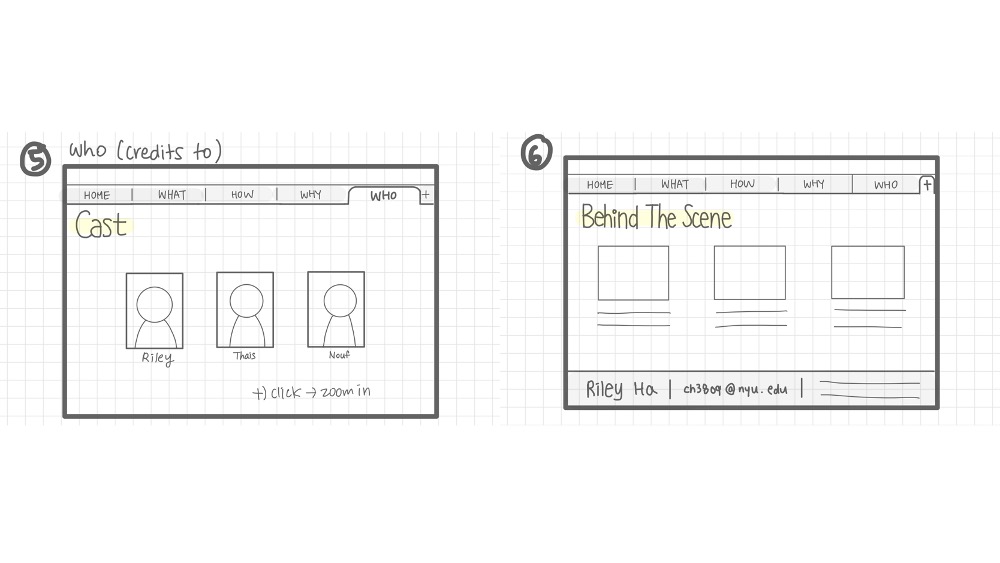 5 Who (credits to)
HOME | WHAT | HOW | WHY WHO +
Cast
Riley Thais Nouf
+) click → zoom in
6
HOME | WHAT | HOW | WHY | WHO +
Behind The Scene
Riley Ha | ch3809@nyu.edu |